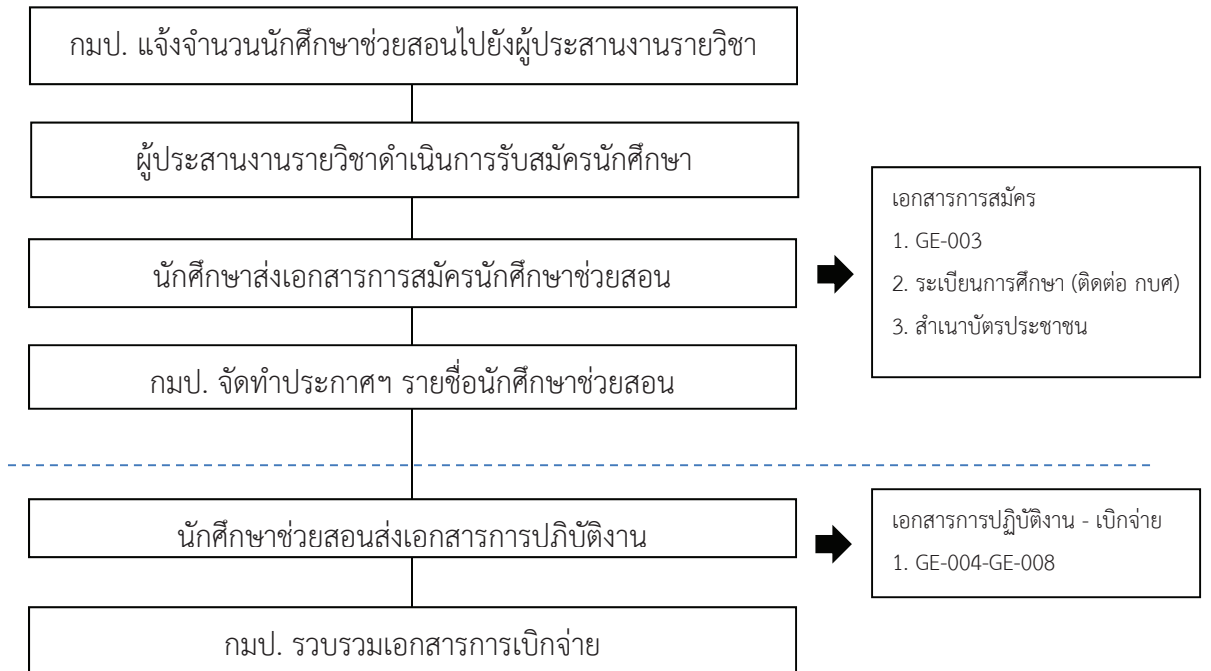 กมป. แจ้งจำนวนนักศึกษาช่วยสอนไปยังผู้ประสานงานรายวิชา
ผู้ประสานงานรายวิชาดำเนินการรับสมัครนักศึกษา
นักศึกษาส่งเอกสารการสมัครนักศึกษาช่วยสอน
เอกสารการสมัคร
1. GE-003
2. ระเบียนการศึกษา (ติดต่อ กบศ)
3. สำเนาบัตรประชาชน
กมป. จัดทำประกาศฯ รายชื่อนักศึกษาช่วยสอน
นักศึกษาช่วยสอนส่งเอกสารการปฏิบัติงาน
เอกสารการปฏิบัติงาน - เบิกจ่าย
1. GE-004-GE-008
กมป. รวบรวมเอกสารการเบิกจ่าย